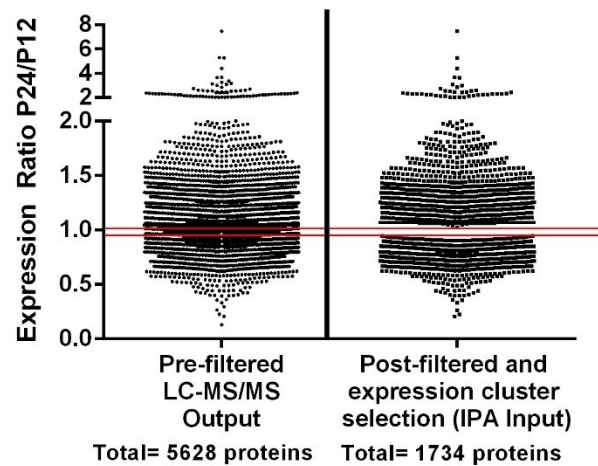 Expression Ratio P24/P12
8
6
4
2
2.0
1.5
1.0
0.5
0.0
Pre-filtered
LC-MS/MS
Output
Total= 5628 proteins
Post-filtered and
expression cluster
selection (IPA Input)
Total= 1734 proteins